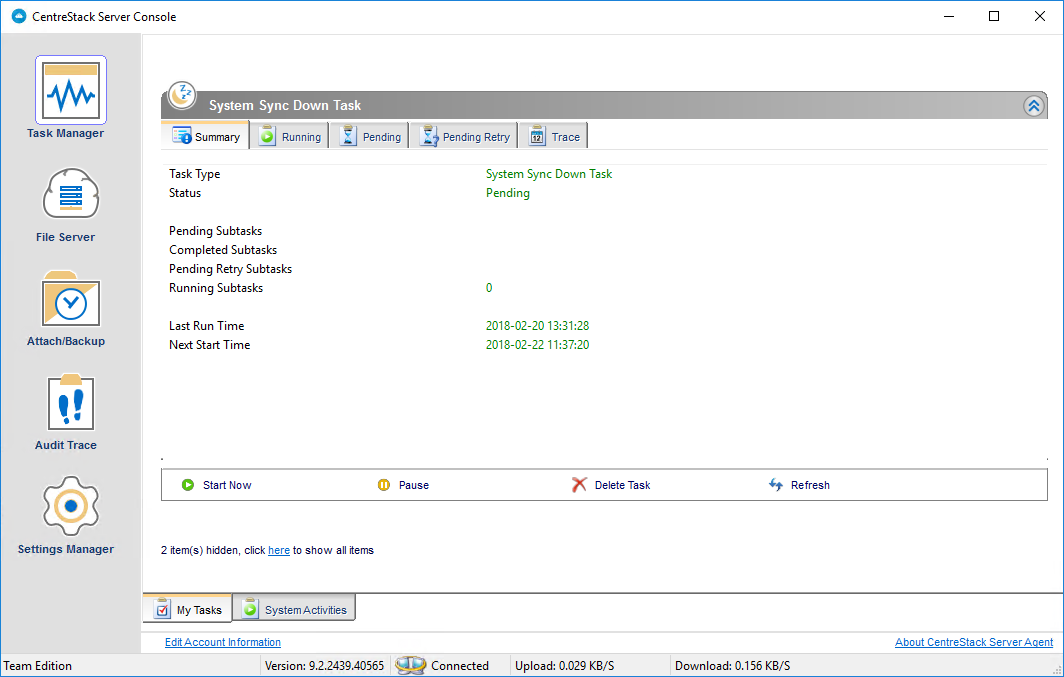 CentreStack Server Console
Task Manager
File Server
Attach/Backup
Audit Trace
Settings Manager
System Sync Down Task
Summary Running Pending Pending Retry 12 Trace
Task Type System Sync Down Task
Status Pending
Pending Subtasks
Completed Subtasks
Pending Retry Subtasks
Running Subtasks 0
Last Run Time 2018-02-20 13:31:28
Next Start Time 2018-02-22 11:37:20
Start Now Pause Delete Task Refresh
2 item(s) hidden, click here to show all items
My Tasks System Activities
Edit Account Information About CentreStack Server Agent
Team Edition Version: 9.2.2439.40565 Connected Upload: 0.029 KB/S Download: 0.156 KB/S